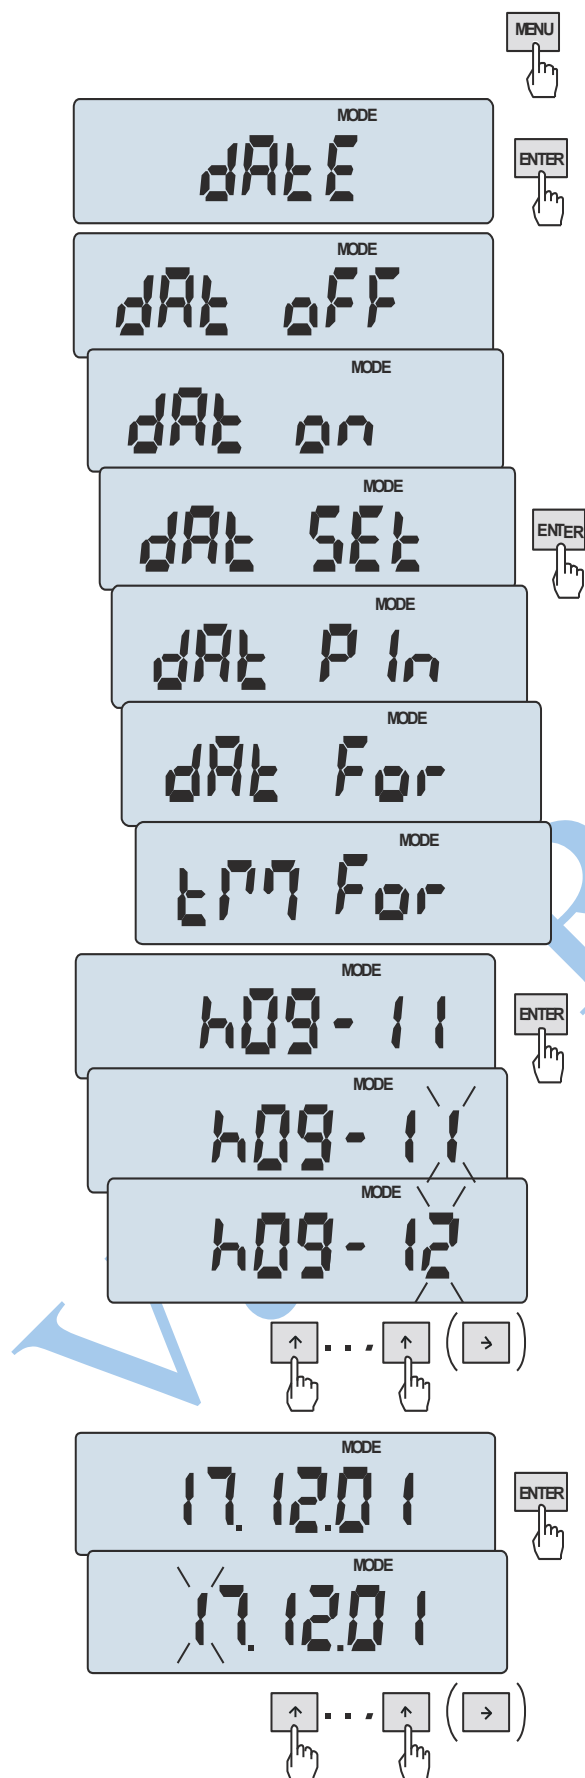 MENU
MODE
dAtE
ENTER
MODE
dAt oFF
MODE
dAt on
MODE
dAt SEt
ENTER
MODE
dAt PIn
MODE
dAt For
MODE
tM For
MODE
h09-11
ENTER
MODE
h09-11
MODE
h09-12
↑ . . . , ↑ ( → )
MODE
17.12.01
ENTER
MODE
17.12.01
↑ . . . , ↑ ( → )